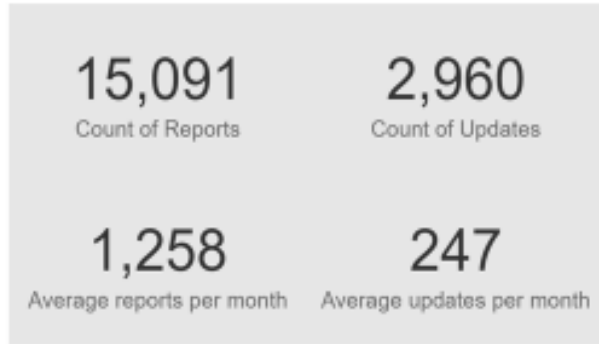 15,091 2,960
Count of Reports Count of Updates
1,258 247
Average reports per month Average updates per month